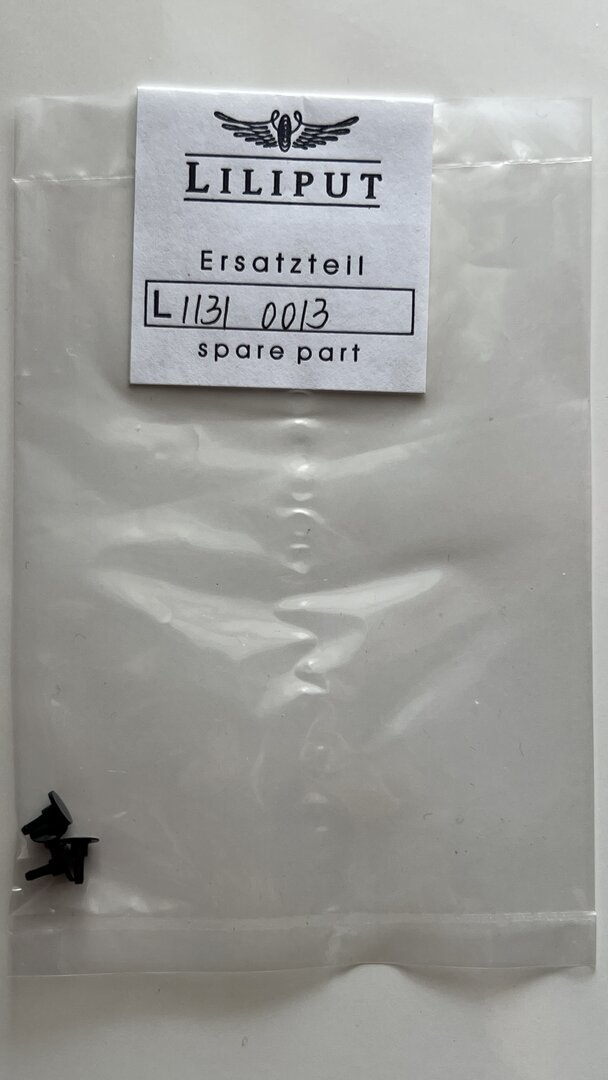 LILIPUT
Ersatzteil
L 1131 0013
spare part